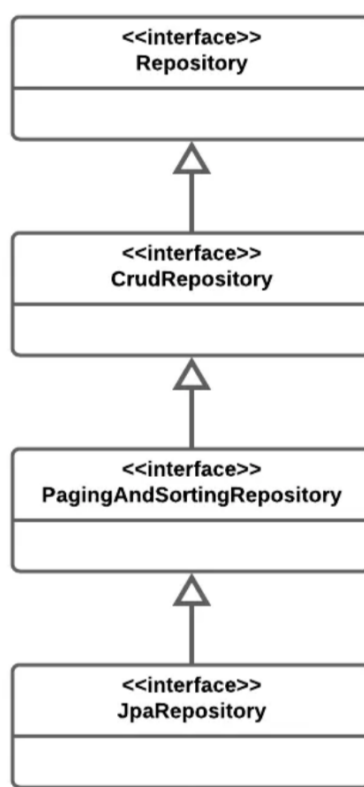 <<interface>>
Repository
<<interface>>
CrudRepository
<<interface>>
PagingAndSortingRepository
<<interface>>
JpaRepository